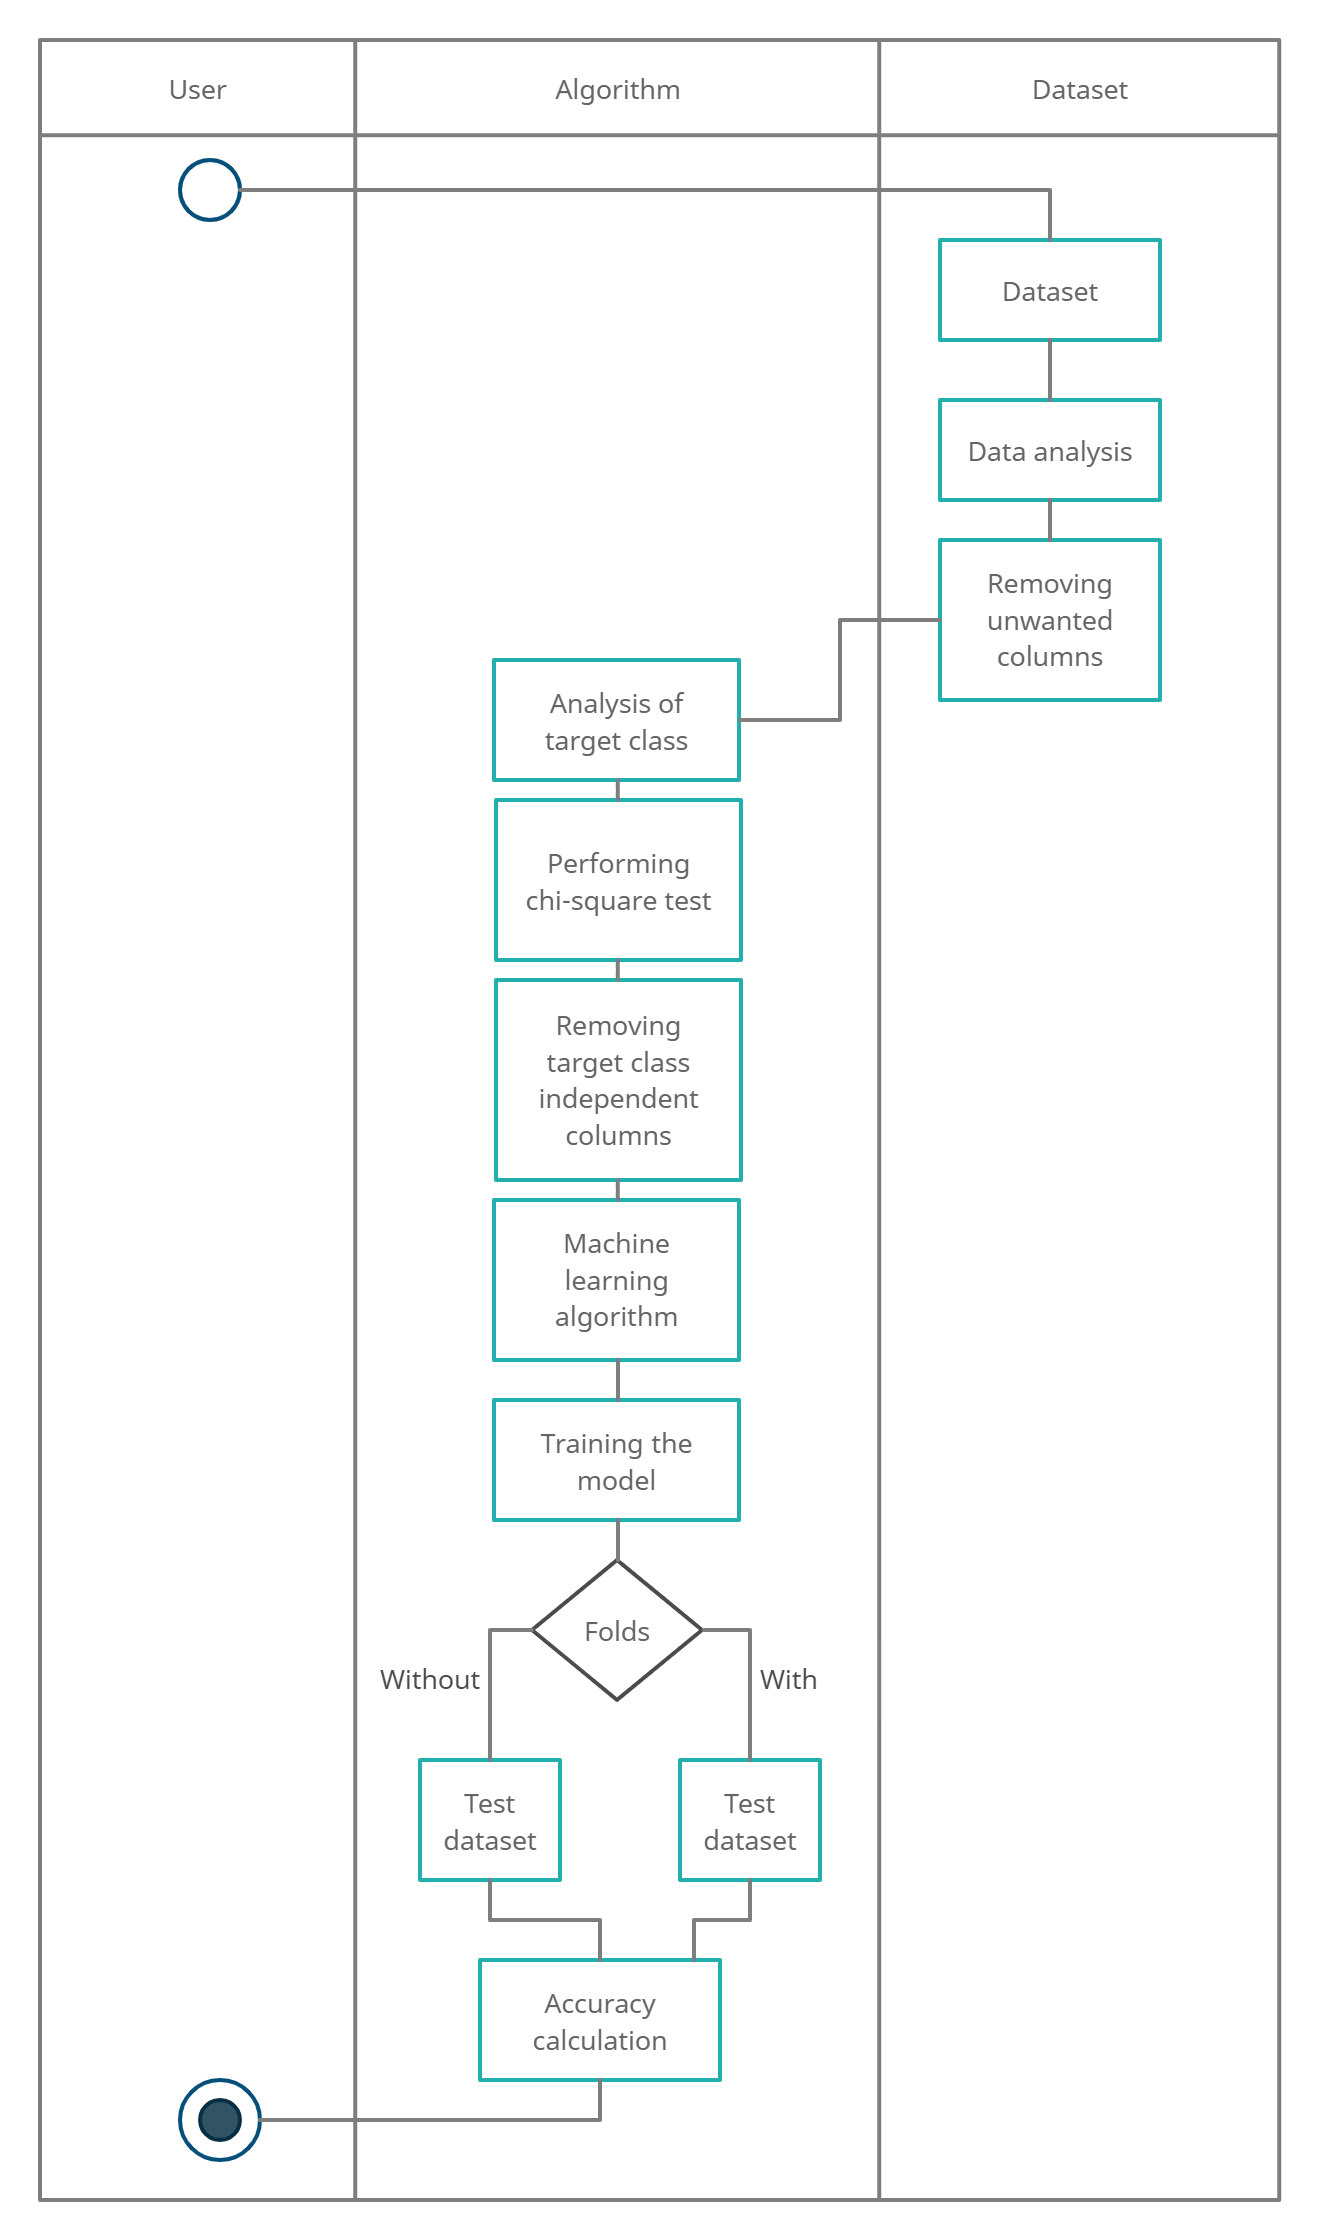 User
Algorithm
Dataset
Dataset
Data analysis
Removing
unwanted
columns
Analysis of
target class
Performing
chi-square test
Removing
target class
independent
columns
Machine
learning
algorithm
Training the
model
Folds
Without
With
Test
dataset
Test
dataset
Accuracy
calculation